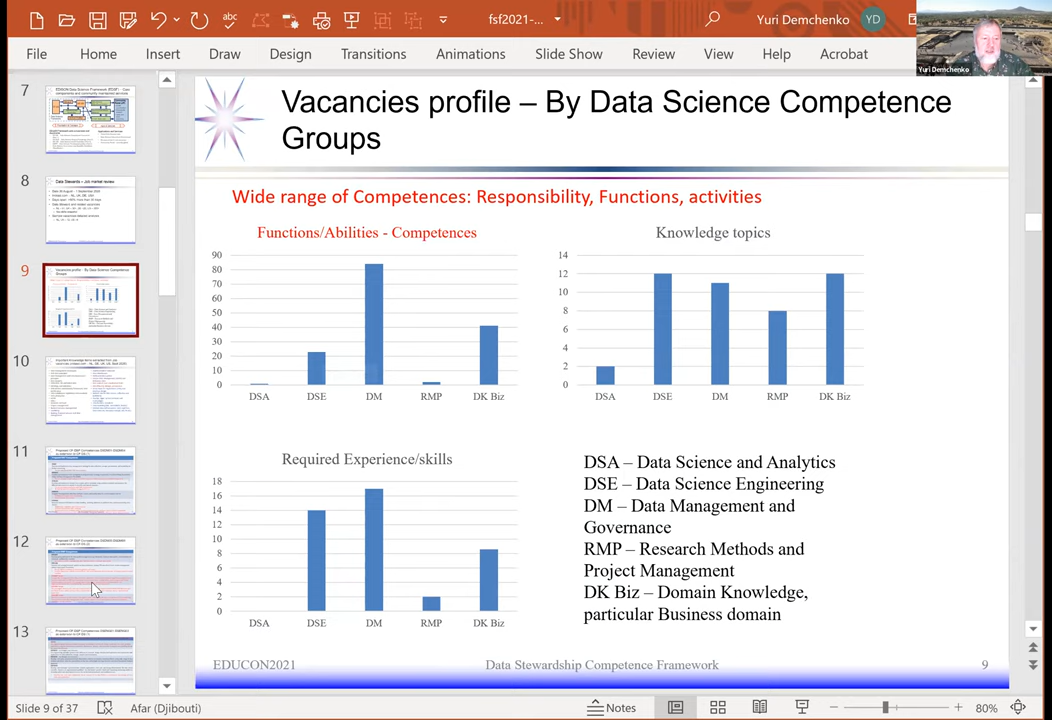 fsf2021-...
Yuri Demchenko
YD
File
Home
Insert
Draw
Design
Transitions
Animations
Slide Show
Review
View
Help
Acrobat
Yuri Demchenko
7
8
Data Stewards – Job market review
9
10
11
12
13
Vacancies profile – By Data Science Competence
Groups
Wide range of Competences: Responsibility, Functions, activities
Functions/Abilities - Competences
90
80
70
60
50
40
30
20
10
0
DSA
DSE
DM
RMP
DK Biz
Knowledge topics
14
12
10
8
6
4
2
0
DSA
DSE
DM
RMP
DK Biz
Required Experience/skills
18
16
14
12
10
8
6
4
2
0
DSA
DSE
DM
RMP
DK Biz
DSA – Data Science and Analytics
DSE – Data Science Engineering
DM – Data Management and
Governance
RMP – Research Methods and
Project Management
DK Biz – Domain Knowledge,
particular Business domain
EDUCON2021
Data Stewardship Competence Framework
9
Slide 9 of 37
Afar (Djibouti)
Notes
80%